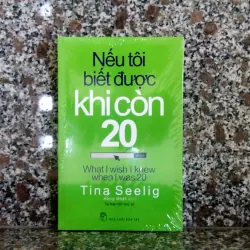 Nếu tôi
biết được
khi còn
20
What I wish I knew
when I was 20
Tina Seelig